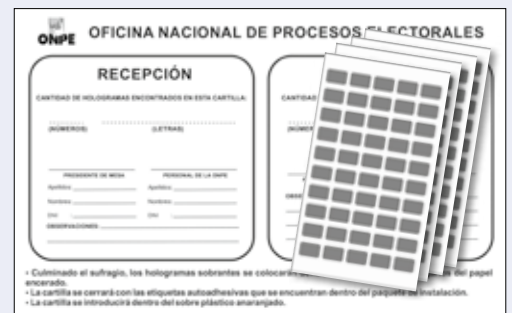 ONPE
OFICINA NACIONAL DE PROCESOS ELECTORALES
RECEPCIÓN
CANTIDAD DE HOLOGRAMAS ENCONTRADOS EN ESTA CARTILLA:
(NÚMEROS) (LETRAS)
PRESIDENTE DE MESA PERSONAL DE LA ONPE
Apellidos: Apellidos:
Nombres: Nombres:
DNI : DNI :
OBSERVACIONES:
- Culminado el sufragio, los hologramas sobrantes se colocarán del papel
encerado.
- La cartilla se cerrará con las etiquetas autoadhesivas que se encuentran dentro del paquete de instalación.
- La cartilla se introducirá dentro del sobre plástico anaranjado.